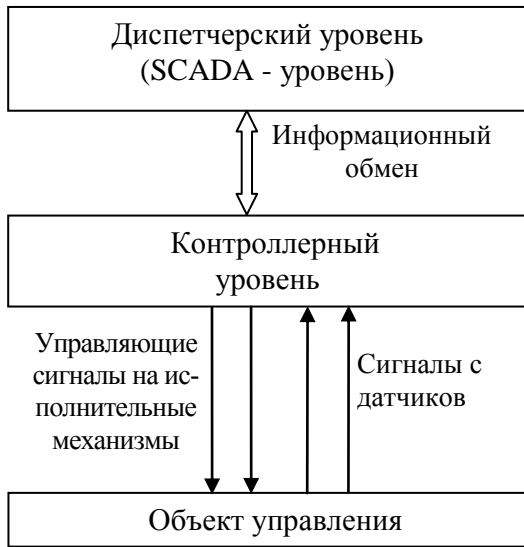 Диспетчерский уровень
(SCADA - уровень)
Информационный
обмен
Контроллерный
уровень
Управляющие
сигналы на ис-
полнительные
механизмы
Сигналы с
датчиков
Объект управления